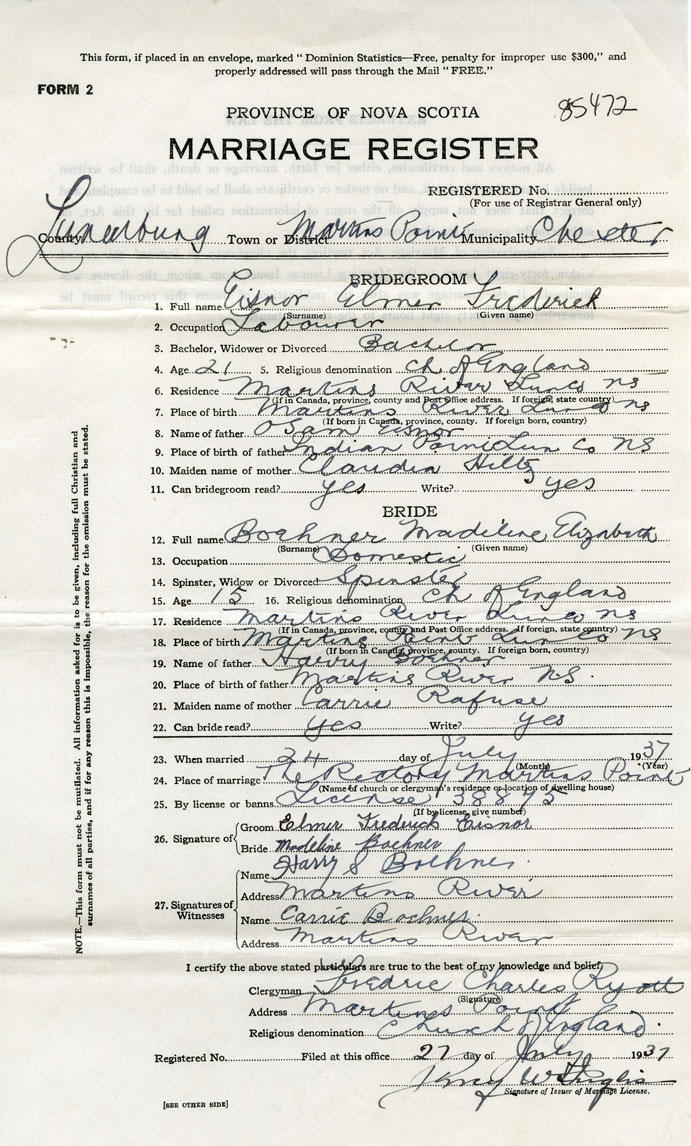 This form, if placed in an envelope, marked "Dominion Statistics—Free, penalty for improper use $300," and
properly addressed will pass through the Mail "FREE."
FORM 2
85472
PROVINCE OF NOVA SCOTIA
MARRIAGE REGISTER
REGISTERED No.
(For use of Registrar General only)
County Lunenburg Town or District Martins Point Municipality Chester
BRIDEGROOM
1. Full name Eisnor Elmer Frederick
(Surname) (Given name)
2. Occupation Labourer
3. Bachelor, Widower or Divorced Bachelor
4. Age 21 5. Religious denomination Ch of England
6. Residence Martins River Lun Co NS
(If in Canada, province, county and Post Office address. If foreign, state country)
7. Place of birth Martins River Lun Co NS
(If born in Canada, province, county. If foreign born, country)
8. Name of father Osam Eisnor
9. Place of birth of father Indian Point Lun Co NS
10. Maiden name of mother Claudia Hiltz
11. Can bridegroom read? yes Write? yes
BRIDE
12. Full name Boehner Madeline Elizabeth
(Surname) (Given name)
13. Occupation Domestic
14. Spinster, Widow or Divorced Spinster
15. Age 15 16. Religious denomination Ch of England
17. Residence Martins River Lun Co NS
(If in Canada, province, county and Post Office address. If foreign, state country)
18. Place of birth Martins Point Lun Co NS
(If born in Canada, province, county. If foreign born, country)
19. Name of father Harry Boehner
20. Place of birth of father Martins River N.S.
21. Maiden name of mother Carrie Rafuse
22. Can bride read? yes Write? yes
23. When married 24 day of July 1937
(Month) (Year)
24. Place of marriage The Rectory Martins Point
(Name of church or clergyman's residence or location of dwelling house)
25. By license or banns License 38875
(If by license, give number)
26. Signature of Groom Elmer Frederick Eisnor
Bride Madeline Boehner
27. Signatures of Witnesses Name Harry S Boehner
Address Martins River
Name Carrie Boehner
Address Martins River
I certify the above stated particulars are true to the best of my knowledge and belief,
Clergyman Fredric Charles Ryott
(Signature)
Address Martins Point
Religious denomination Church of England.
Registered No. Filed at this office 27 day of July 1937
Signature of Issuer of Marriage License.
[SEE OTHER SIDE]
NOTE.—This form must not be mutilated. All information asked for is to be given, including full Christian and
surnames of all parties, and if for any reason this is impossible, the reason for the omission must be stated.